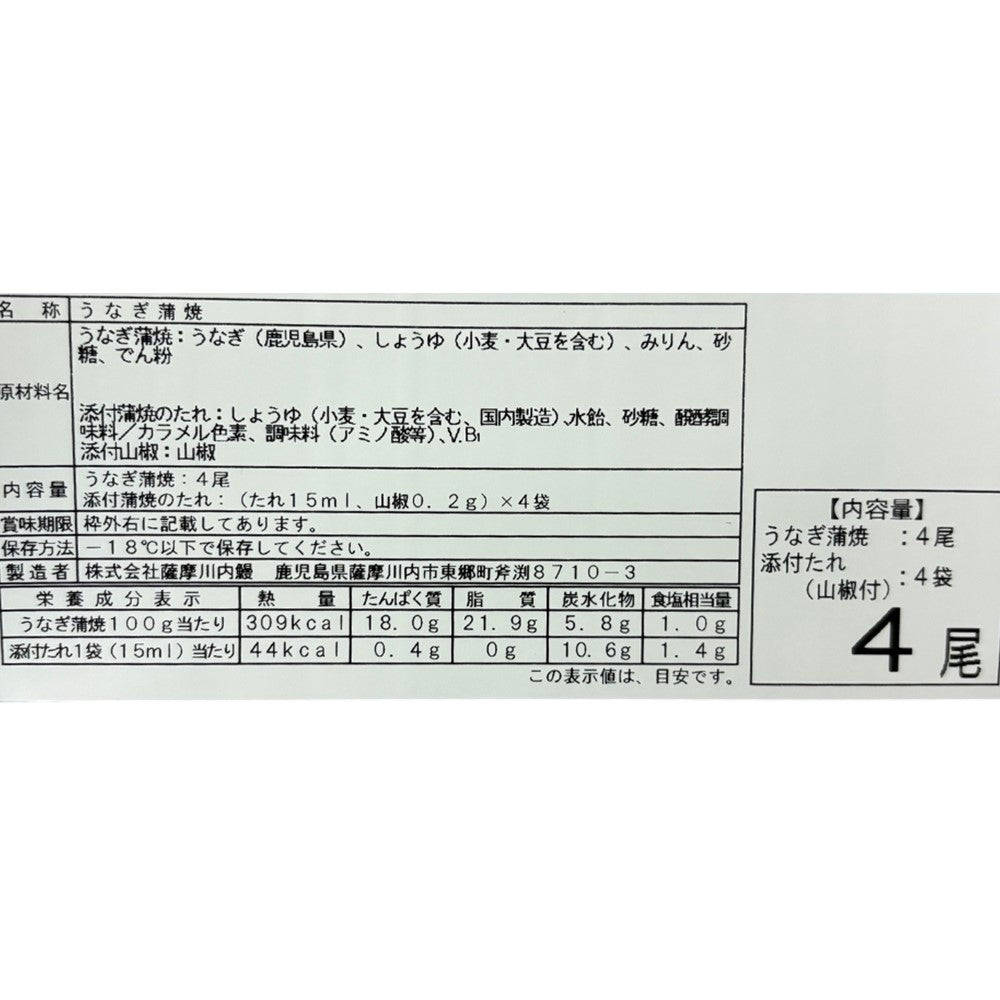 名 称 うなぎ蒲焼
原材料名 うなぎ蒲焼：うなぎ（鹿児島県）、しょうゆ（小麦・大豆を含む）、みりん、砂
糖、でん粉
添付蒲焼のたれ：しょうゆ（小麦・大豆を含む、国内製造）、水飴、砂糖、醗酵調
味料／カラメル色素、調味料（アミノ酸等）、V.B₁
添付山椒：山椒
内容量 うなぎ蒲焼：４尾
添付蒲焼のたれ：（たれ１５ｍｌ、山椒０．２ｇ）×４袋
賞味期限 枠外右に記載してあります。
保存方法 －１８℃以下で保存してください。
製造者 株式会社薩摩川内鰻 鹿児島県薩摩川内市東郷町斧渕８７１０－３
栄養成分表示 熱 量 たんぱく質 脂 質 炭水化物 食塩相当量
うなぎ蒲焼１００ｇ当たり 309kcal 18.0g 21.9g 5.8g 1.0g
添付たれ１袋（15ml）当たり 44kcal 0.4g 0g 10.6g 1.4g
この表示値は、目安です。
【内容量】
うなぎ蒲焼 ：４尾
添付たれ
（山椒付）：４袋
4尾